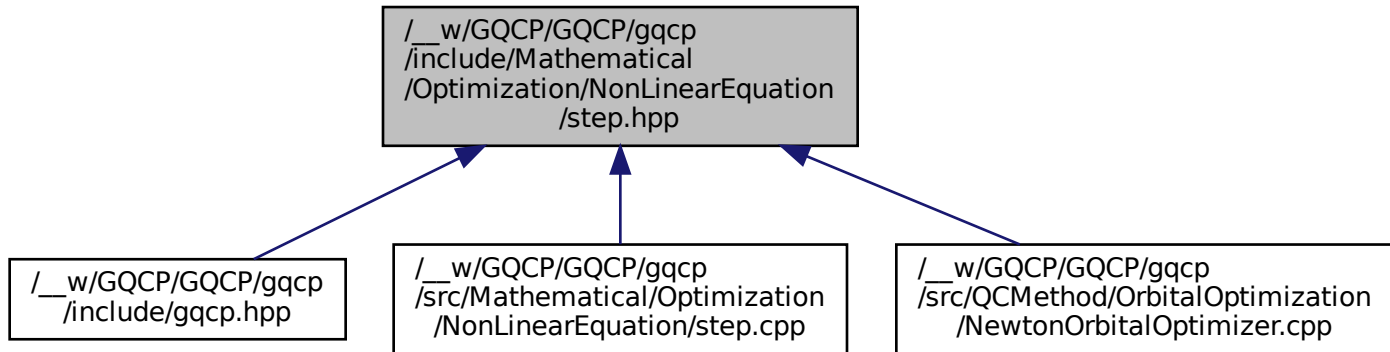 /__w/GQCP/GQCP/gqcp
/include/Mathematical
/Optimization/NonLinearEquation
/step.hpp
/__w/GQCP/GQCP/gqcp
/include/gqcp.hpp
/__w/GQCP/GQCP/gqcp
/src/Mathematical/Optimization
/NonLinearEquation/step.cpp
/__w/GQCP/GQCP/gqcp
/src/QCMethod/OrbitalOptimization
/NewtonOrbitalOptimizer.cpp